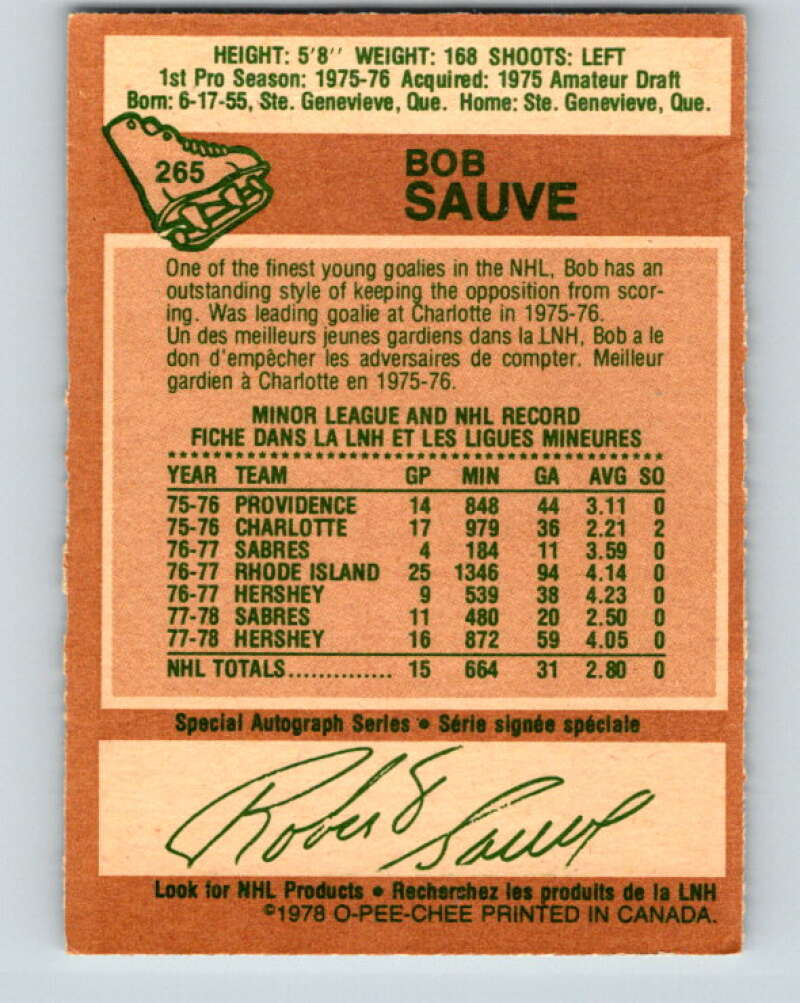 HEIGHT: 5'8'' WEIGHT: 168 SHOOTS: LEFT
1st Pro Season: 1975-76 Acquired: 1975 Amateur Draft
Born: 6-17-55, Ste. Genevieve, Que. Home: Ste. Genevieve, Que.
265
BOB
SAUVE
One of the finest young goalies in the NHL, Bob has an
outstanding style of keeping the opposition from scor-
ing. Was leading goalie at Charlotte in 1975-76.
Un des meilleurs jeunes gardiens dans la LNH, Bob a le
don d'empêcher les adversaires de compter. Meilleur
gardien à Charlotte en 1975-76.
MINOR LEAGUE AND NHL RECORD
FICHE DANS LA LNH ET LES LIGUES MINEURES
YEAR TEAM GP MIN GA AVG SO
75-76 PROVIDENCE 14 848 44 3.11 0
75-76 CHARLOTTE 17 979 36 2.21 2
76-77 SABRES 4 184 11 3.59 0
76-77 RHODE ISLAND 25 1346 94 4.14 0
76-77 HERSHEY 9 539 38 4.23 0
77-78 SABRES 11 480 20 2.50 0
77-78 HERSHEY 16 872 59 4.05 0
NHL TOTALS.............. 15 664 31 2.80 0
Special Autograph Series • Série signée spéciale
Robert Sauve
Look for NHL Products • Recherchez les produits de la LNH
©1978 O-PEE-CHEE PRINTED IN CANADA.